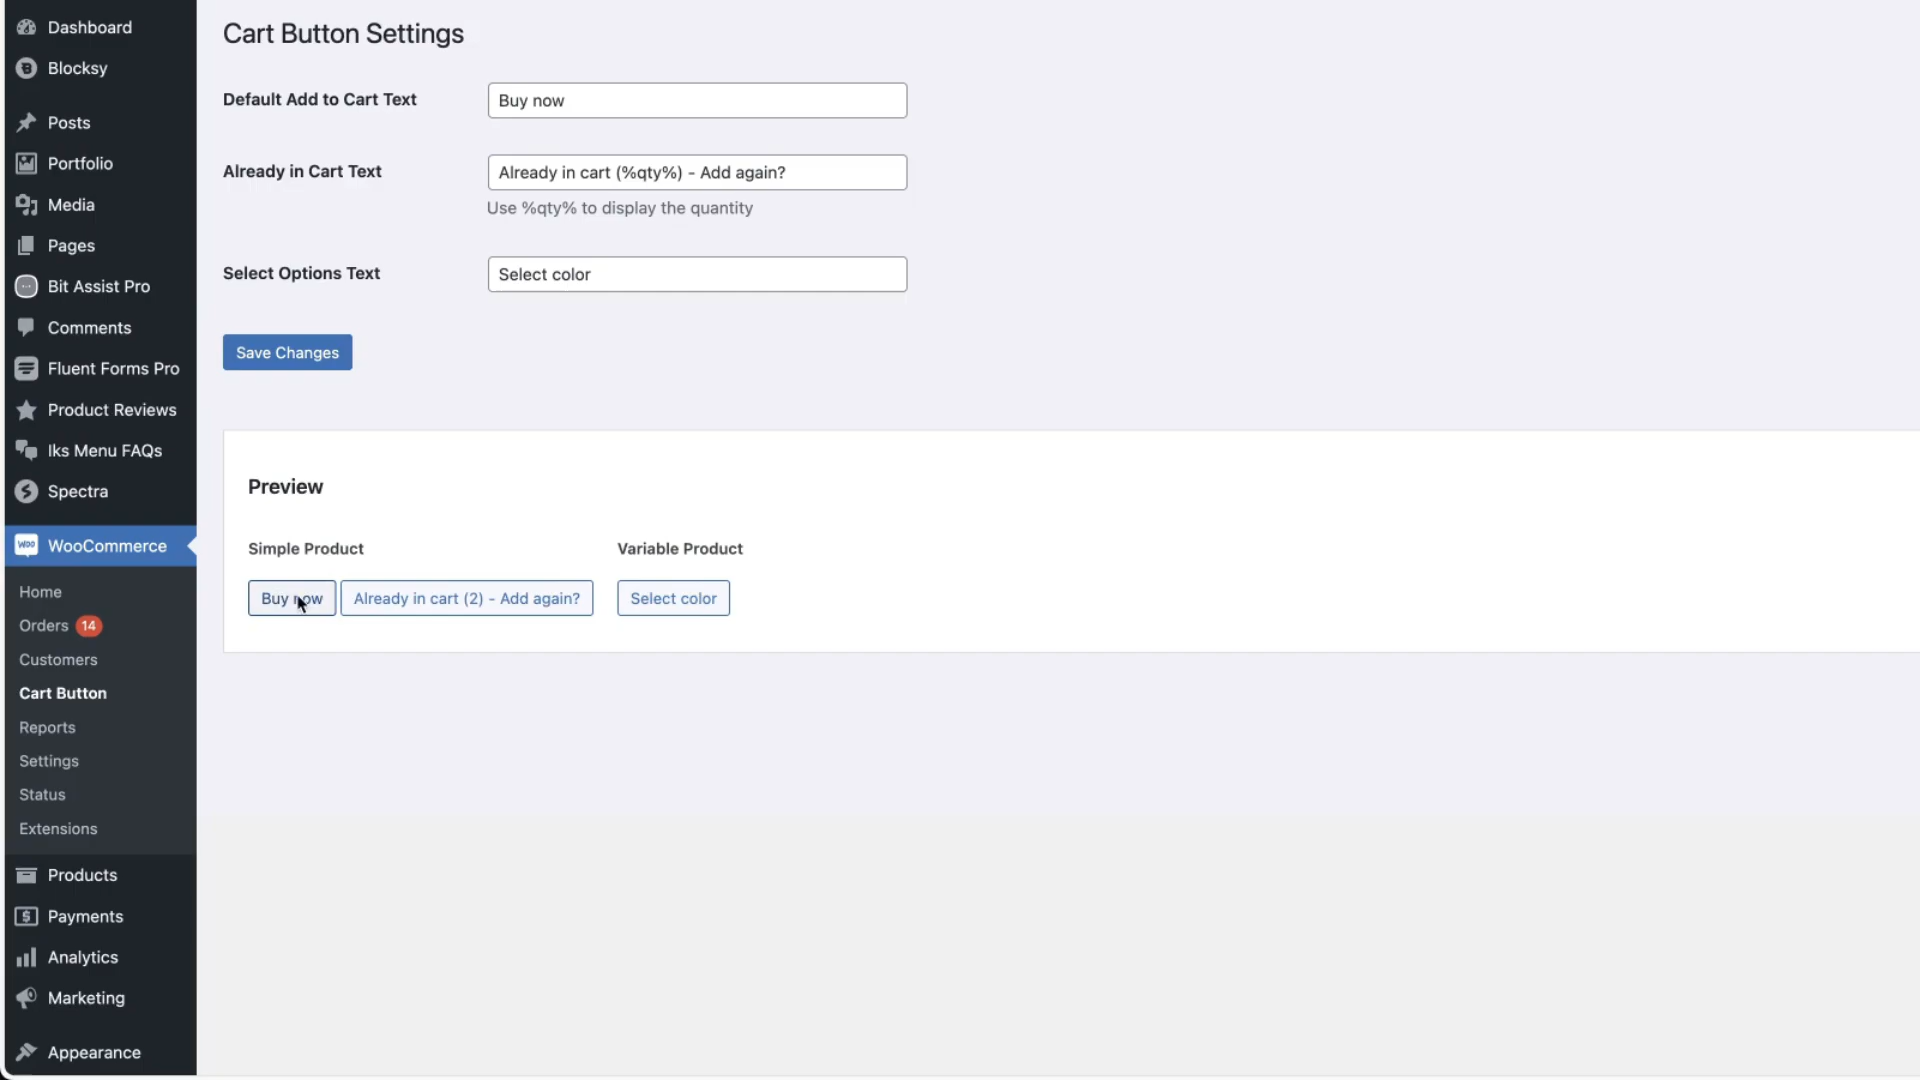 Dashboard
Blocksy
Posts
Portfolio
Media
Pages
Bit Assist Pro
Comments
Fluent Forms Pro
Product Reviews
Iks Menu FAQs
Spectra
WooCommerce
Home
Orders 14
Customers
Cart Button
Reports
Settings
Status
Extensions
Products
Payments
Analytics
Marketing
Appearance
Cart Button Settings
Default Add to Cart Text
Buy now
Already in Cart Text
Already in cart (%qty%) - Add again?
Use %qty% to display the quantity
Select Options Text
Select color
Save Changes
Preview
Simple Product
Variable Product
Buy now
Already in cart (2) - Add again?
Select color